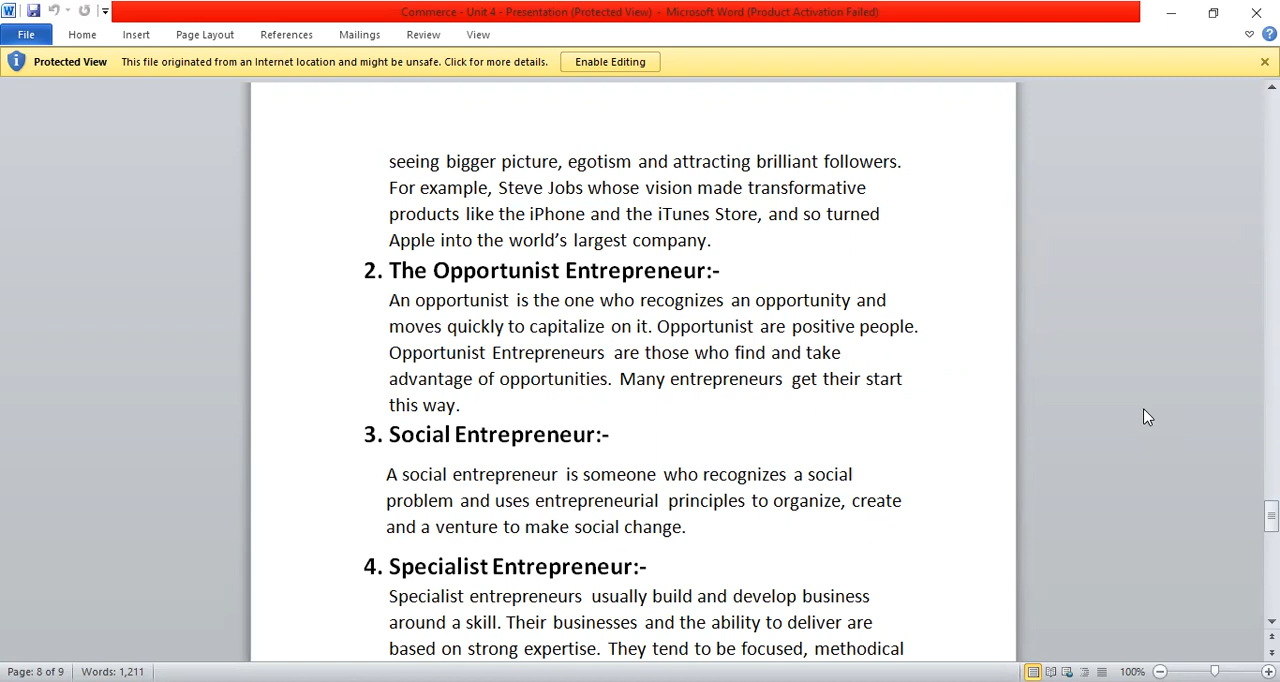 Commerce - Unit 4 - Presentation (Protected View) - Microsoft Word (Product Activation Failed)
File Home Insert Page Layout References Mailings Review View
Protected View This file originated from an Internet location and might be unsafe. Click for more details. Enable Editing
seeing bigger picture, egotism and attracting brilliant followers.
For example, Steve Jobs whose vision made transformative
products like the iPhone and the iTunes Store, and so turned
Apple into the world’s largest company.
2. The Opportunist Entrepreneur:-
An opportunist is the one who recognizes an opportunity and
moves quickly to capitalize on it. Opportunist are positive people.
Opportunist Entrepreneurs are those who find and take
advantage of opportunities. Many entrepreneurs get their start
this way.
3. Social Entrepreneur:-
A social entrepreneur is someone who recognizes a social
problem and uses entrepreneurial principles to organize, create
and a venture to make social change.
4. Specialist Entrepreneur:-
Specialist entrepreneurs usually build and develop business
around a skill. Their businesses and the ability to deliver are
based on strong expertise. They tend to be focused, methodical
Page: 8 of 9 Words: 1,211 100%